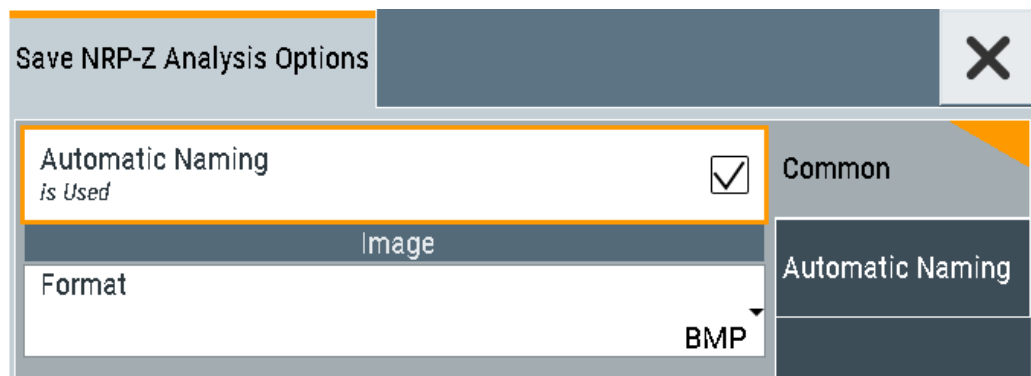 Save NRP-Z Analysis Options
Automatic Naming
is Used
Image
Format
BMP
Common
Automatic Naming